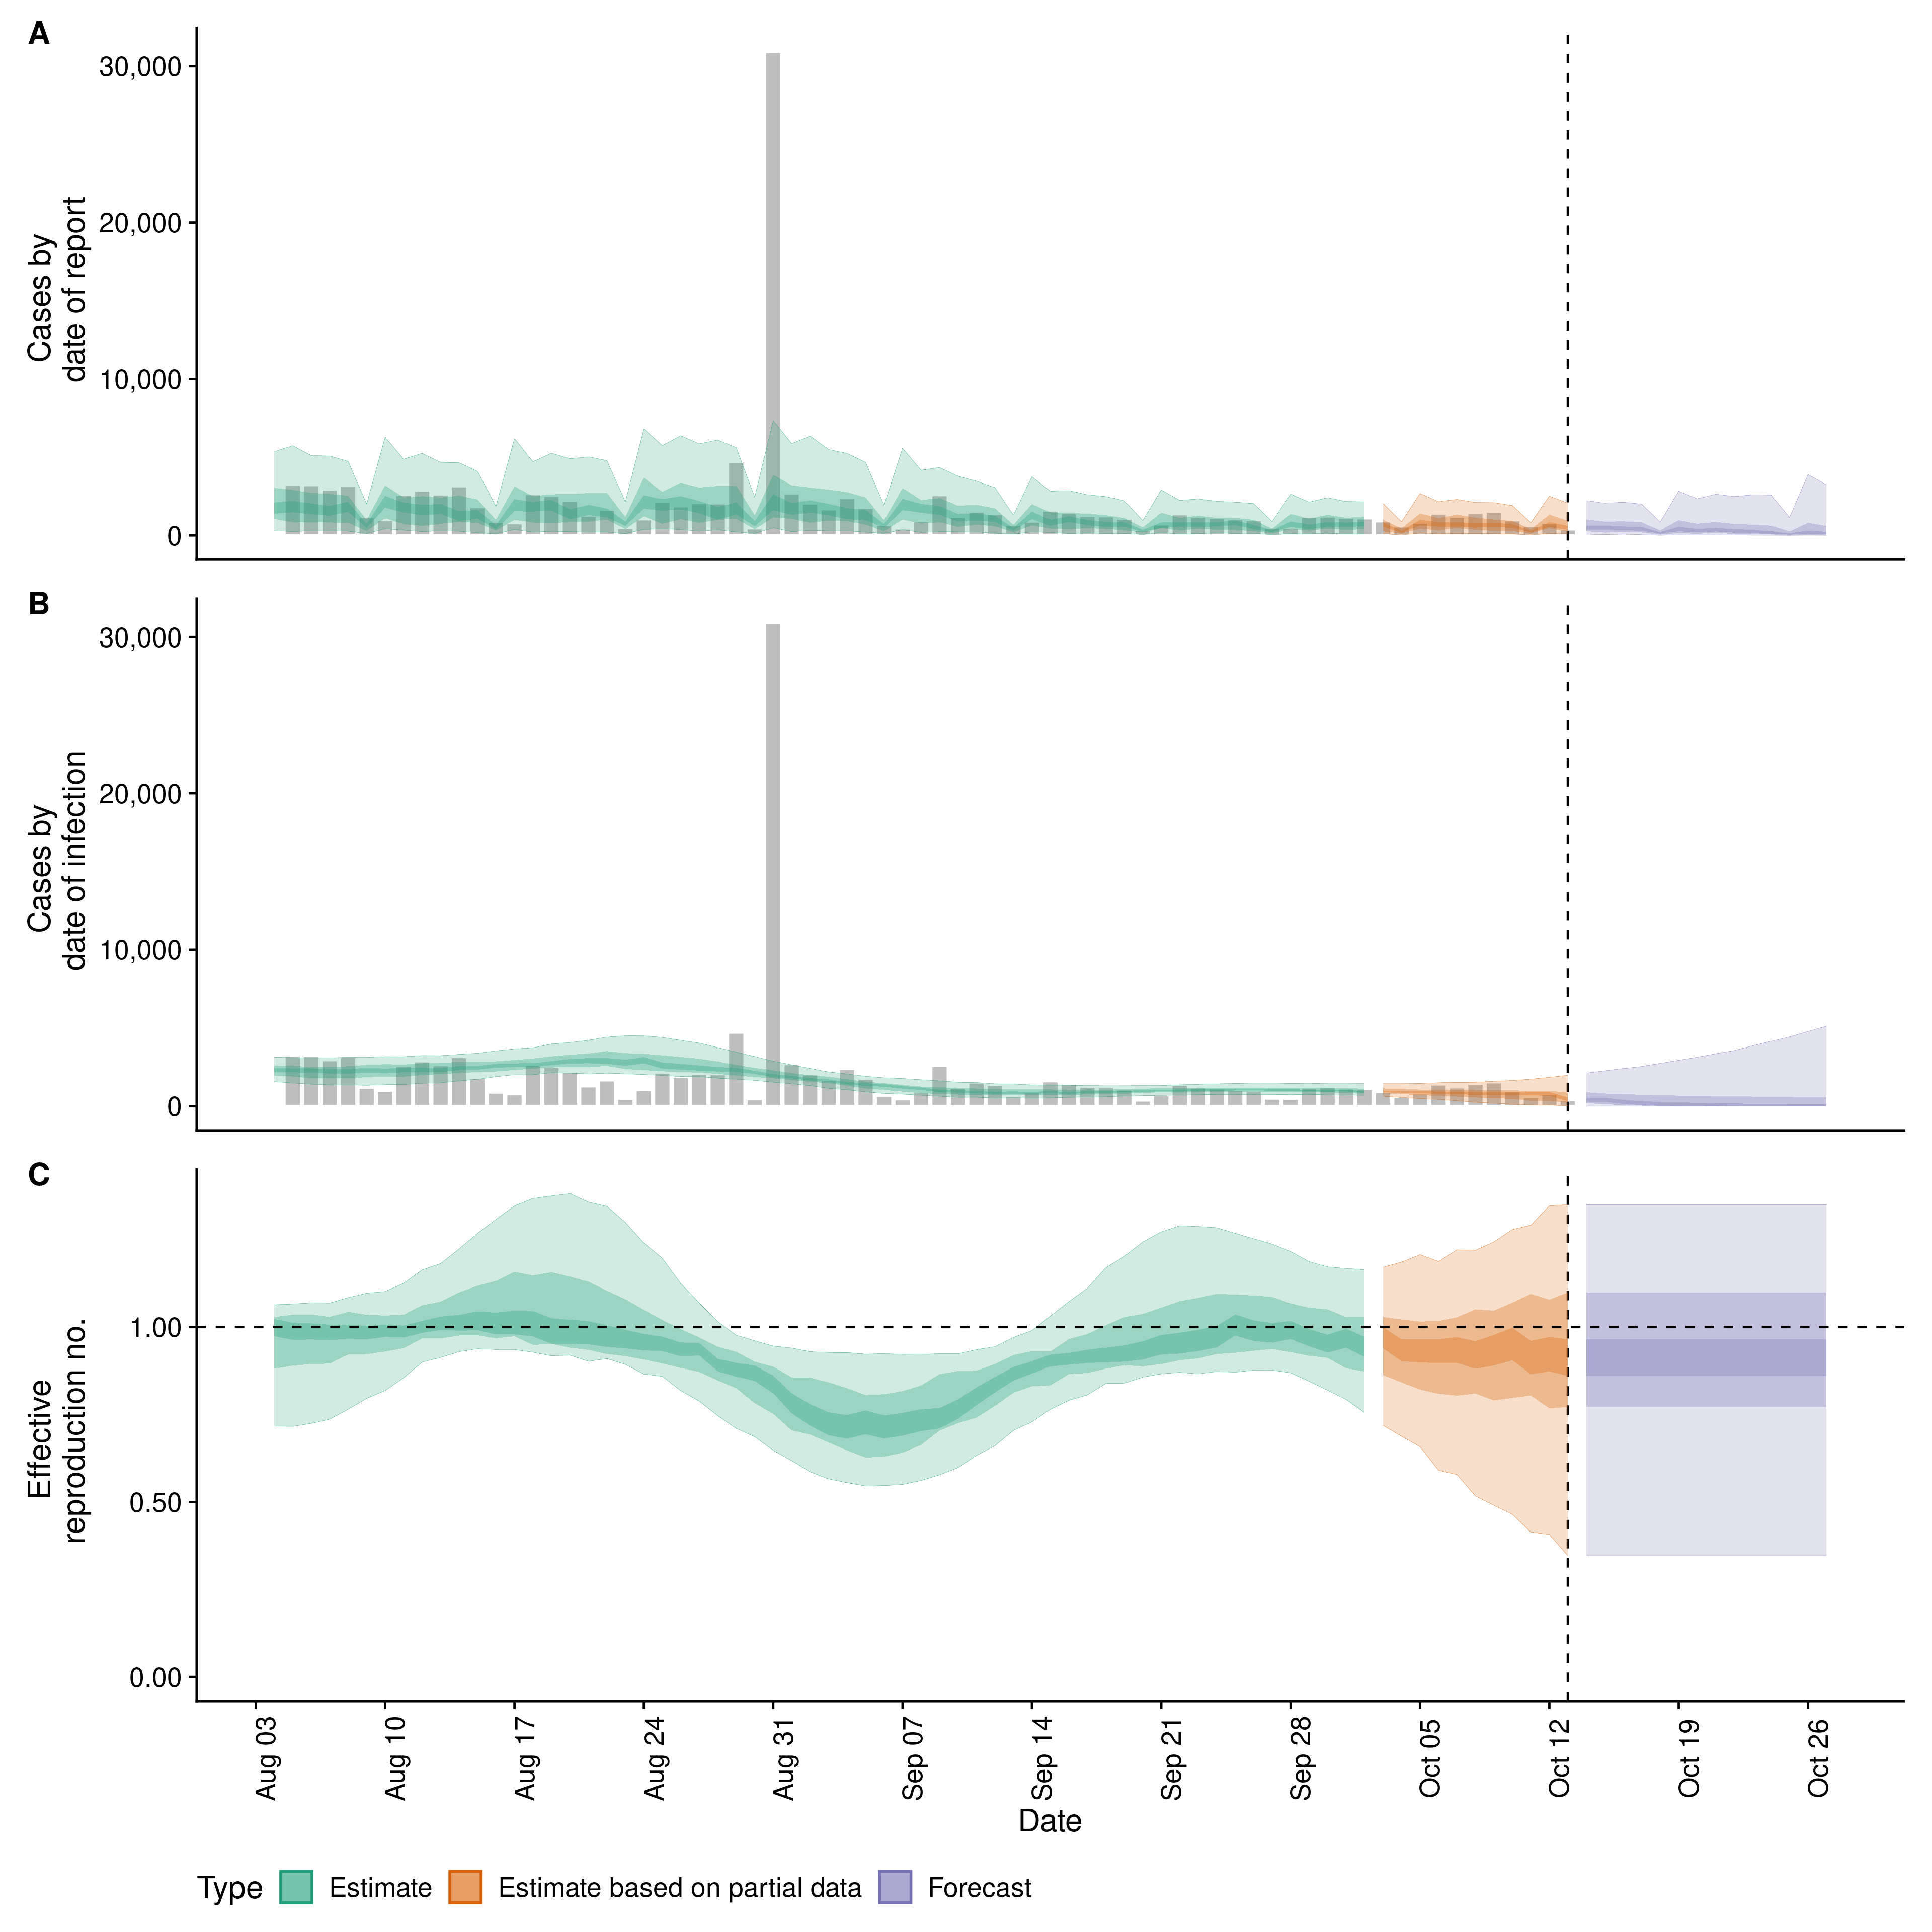 A
30,000
20,000
10,000
0
Cases by
date of report
B
30,000
20,000
10,000
0
Cases by
date of infection
C
1.00
0.50
0.00
Effective
reproduction no.
Aug 03
Aug 10
Aug 17
Aug 24
Aug 31
Sep 07
Sep 14
Sep 21
Sep 28
Oct 05
Oct 12
Oct 19
Oct 26
Date
Type Estimate Estimate based on partial data Forecast